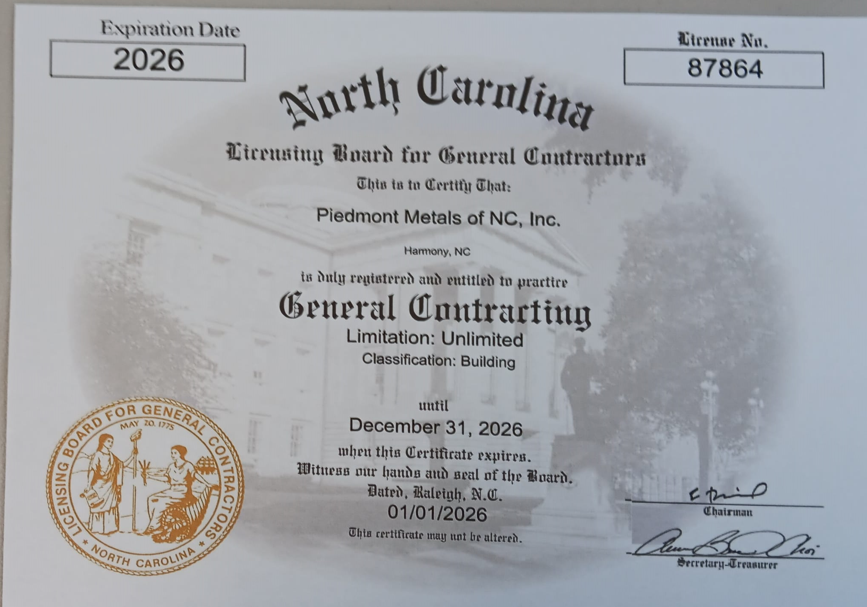 Expiration Date
2026
License No.
87864
North Carolina
Licensing Board for General Contractors
This is to Certify That:
Piedmont Metals of NC, Inc.
Harmony, NC
is duly registered and entitled to practice
General Contracting
Limitation: Unlimited
Classification: Building
until
December 31, 2026
when this Certificate expires.
Witness our hands and seal of the Board.
Dated, Raleigh, N.C.
01/01/2026
This certificate may not be altered.
LICENSING BOARD FOR GENERAL CONTRACTORS
MAY 20, 1775
★ NORTH CAROLINA ★
Chairman
Secretary-Treasurer